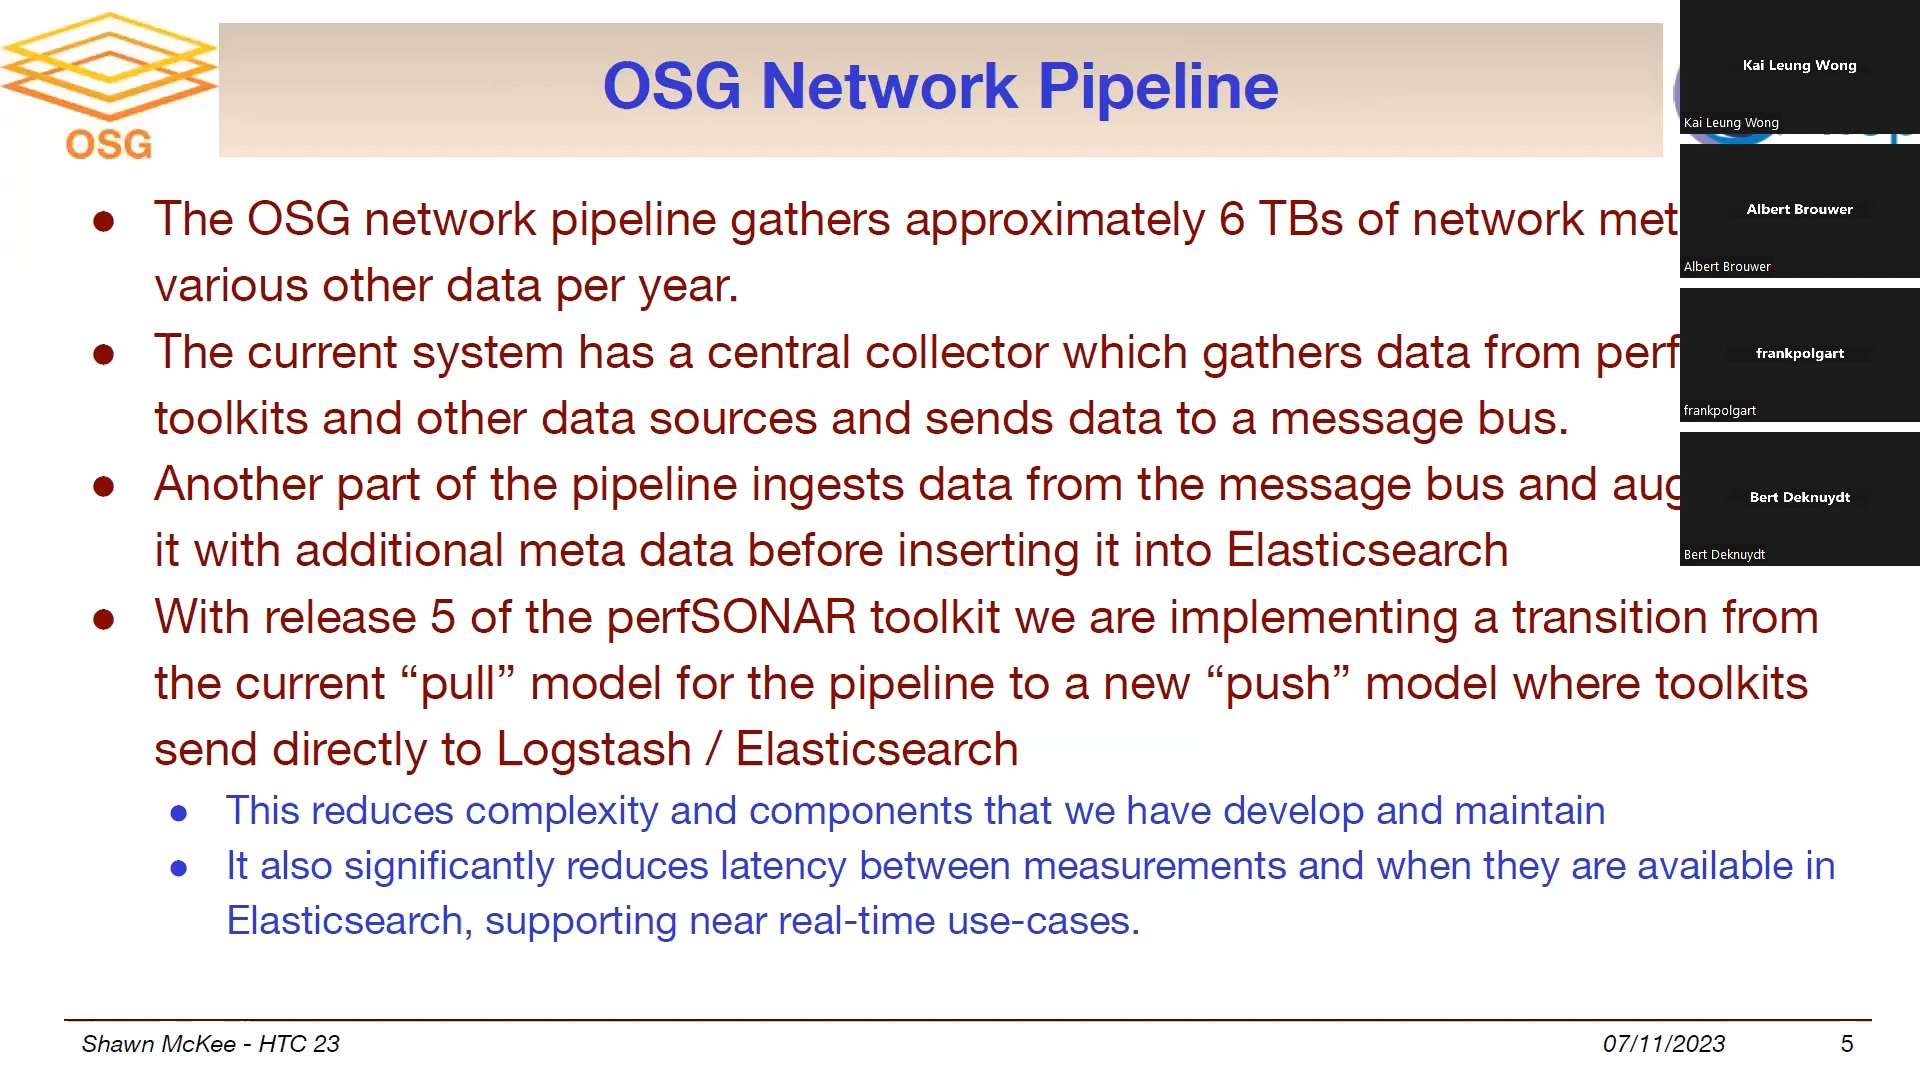 OSG
OSG Network Pipeline
The OSG network pipeline gathers approximately 6 TBs of network
various other data per year.
The current system has a central collector which gathers data from
toolkits and other data sources and sends data to a message bus.
Another part of the pipeline ingests data from the message bus and
it with additional meta data before inserting it into Elasticsearch
With release 5 of the perfSONAR toolkit we are implementing a transition from
the current “pull” model for the pipeline to a new “push” model where toolkits
send directly to Logstash / Elasticsearch
This reduces complexity and components that we have develop and maintain
It also significantly reduces latency between measurements and when they are available in
Elasticsearch, supporting near real-time use-cases.
Shawn McKee - HTC 23
07/11/2023
5
Kai Leung Wong
Kai Leung Wong
Albert Brouwer
Albert Brouwer
frankpolgart
frankpolgart
Bert Deknuydt
Bert Deknuydt